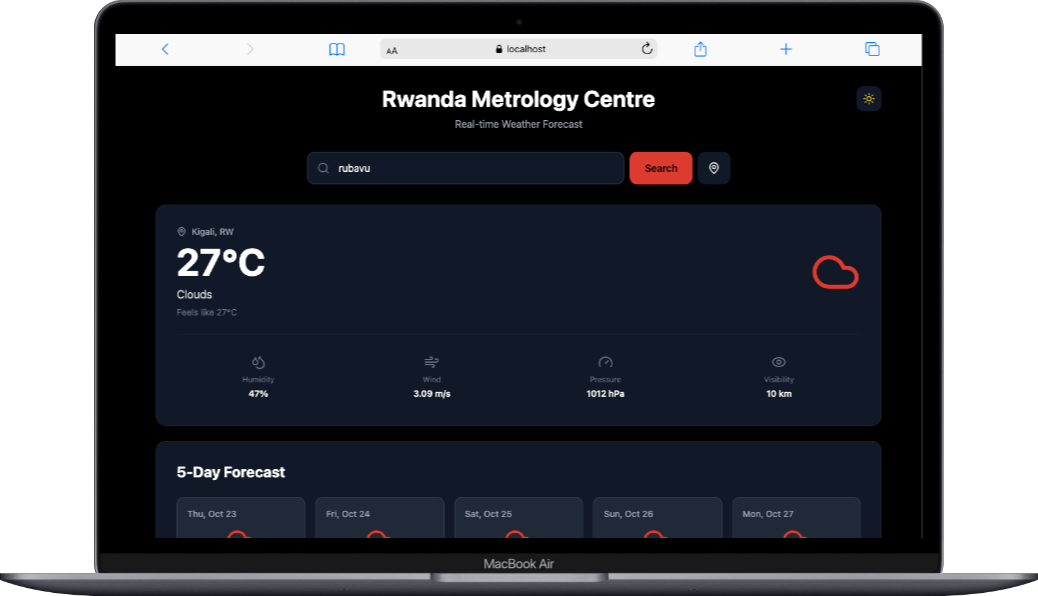 AA localhost
Rwanda Metrology Centre
Real-time Weather Forecast
rubavu Search
Kigali, RW
27°C
Clouds
Feels like 27°C
Humidity Wind Pressure Visibility
47% 3.09 m/s 1012 hPa 10 km
5-Day Forecast
Thu, Oct 23 Fri, Oct 24 Sat, Oct 25 Sun, Oct 26 Mon, Oct 27
MacBook Air